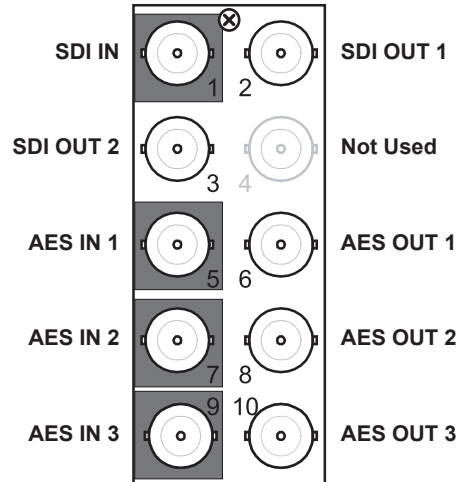 SDI IN 1 2 SDI OUT 1
SDI OUT 2 3 4 Not Used
AES IN 1 5 6 AES OUT 1
AES IN 2 7 8 AES OUT 2
AES IN 3 9 10 AES OUT 3